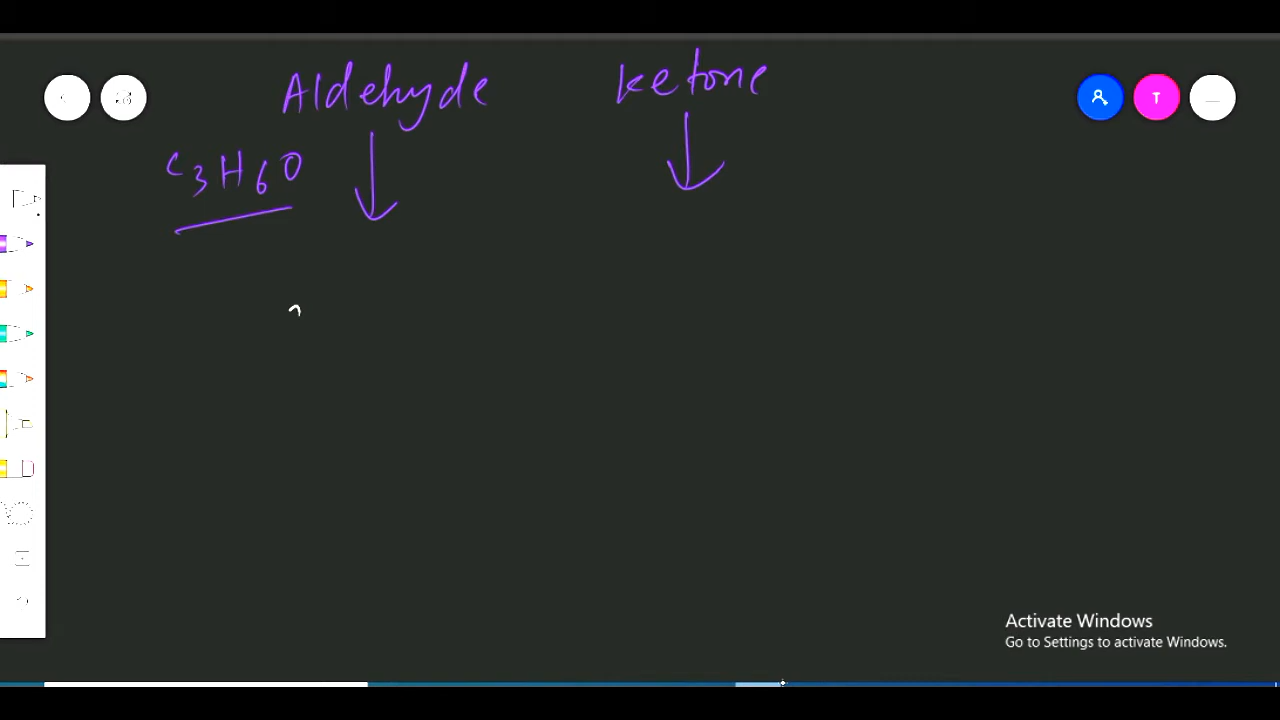 Aldehyde ketone
C3H6O
T
Activate Windows
Go to Settings to activate Windows.